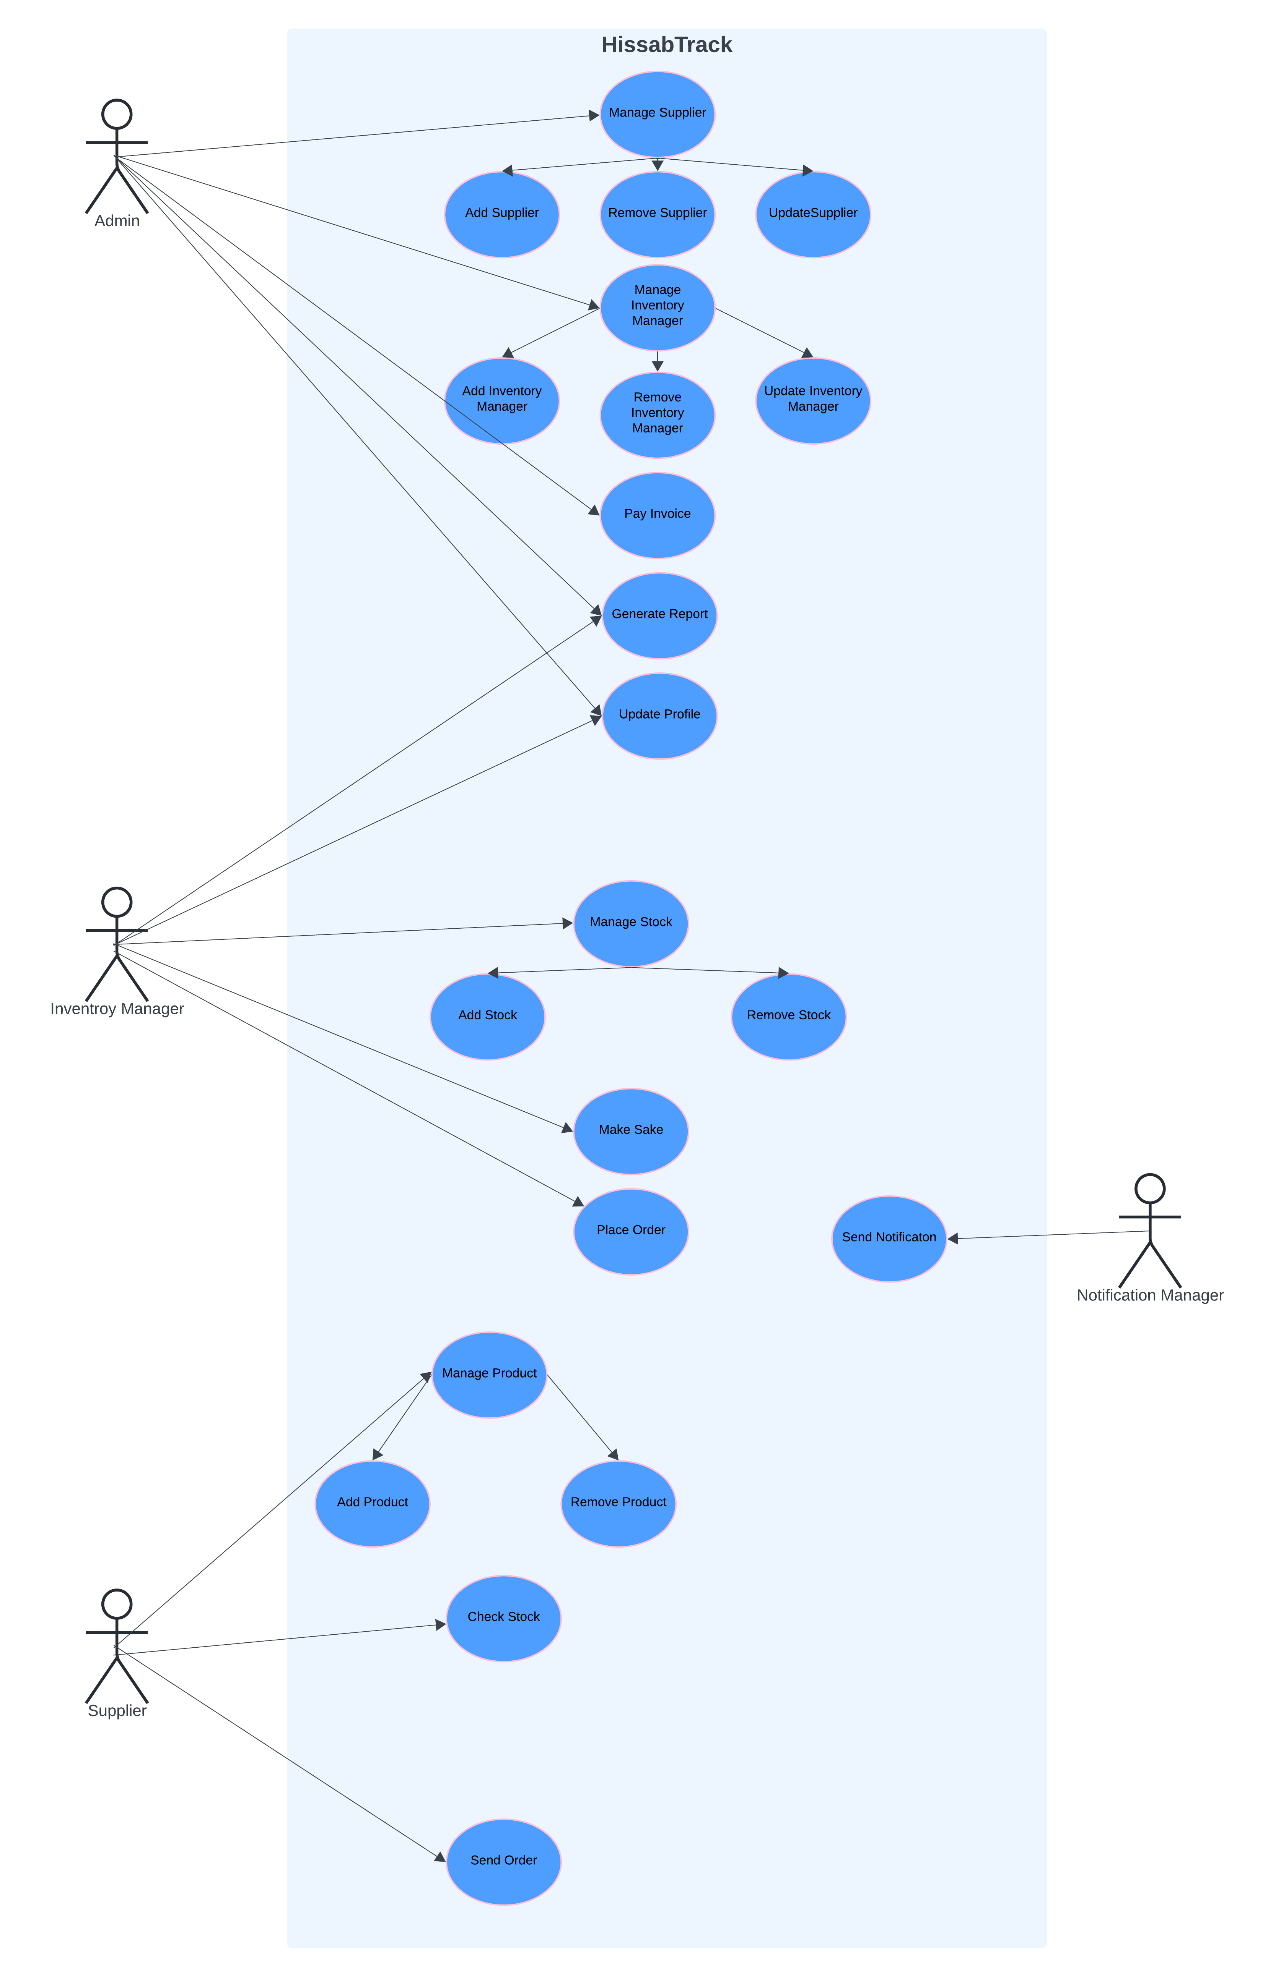 HissabTrack
Manage Supplier
Admin
Add Supplier
Remove Supplier
UpdateSupplier
Manage
Inventory
Manager
Add Inventory
Manager
Remove
Inventory
Manager
Update Inventory
Manager
Pay Invoice
Generate Report
Update Profile
Manage Stock
Inventroy Manager
Add Stock
Remove Stock
Make Sake
Place Order
Send Notificaton
Notification Manager
Manage Product
Add Product
Remove Product
Check Stock
Supplier
Send Order